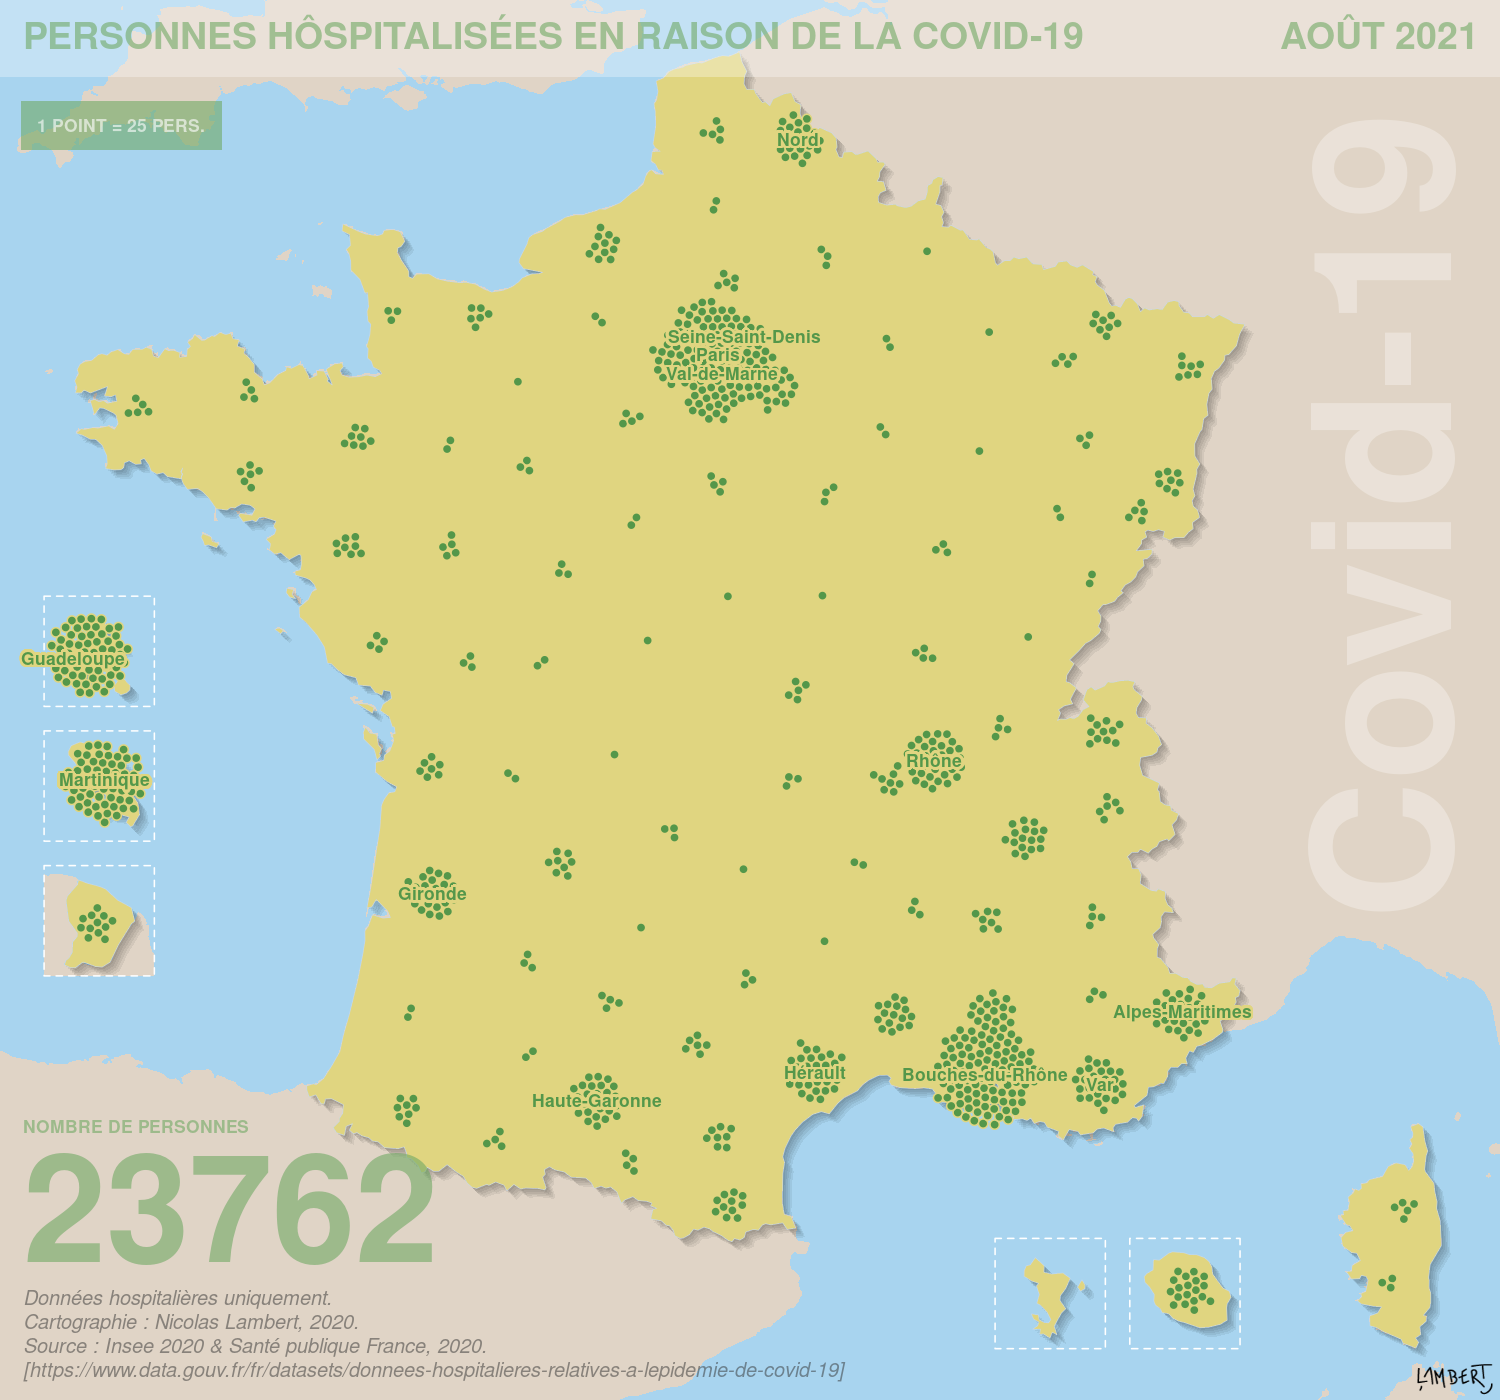 PERSONNES HÔSPITALISÉES EN RAISON DE LA COVID-19
AOÛT 2021
1 POINT = 25 PERS.
Covid-19
Nord
Seine-Saint-Denis
Paris
Val-de-Marne
Guadeloupe
Martinique
Rhône
Gironde
Alpes-Maritimes
Hérault
Bouches-du-Rhône
Var
Haute-Garonne
NOMBRE DE PERSONNES
23762
Données hospitalières uniquement.
Cartographie : Nicolas Lambert, 2020.
Source : Insee 2020 & Santé publique France, 2020.
[https://www.data.gouv.fr/fr/datasets/donnees-hospitalieres-relatives-a-lepidemie-de-covid-19]
LAMBERT